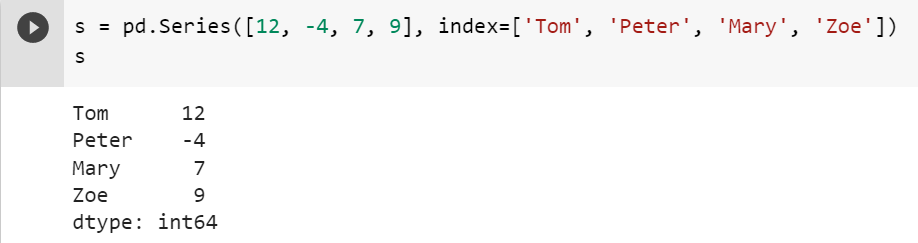 s = pd.Series([12, -4, 7, 9], index=['Tom', 'Peter', 'Mary', 'Zoe'])
s
Tom      12
Peter    -4
Mary      7
Zoe       9
dtype: int64